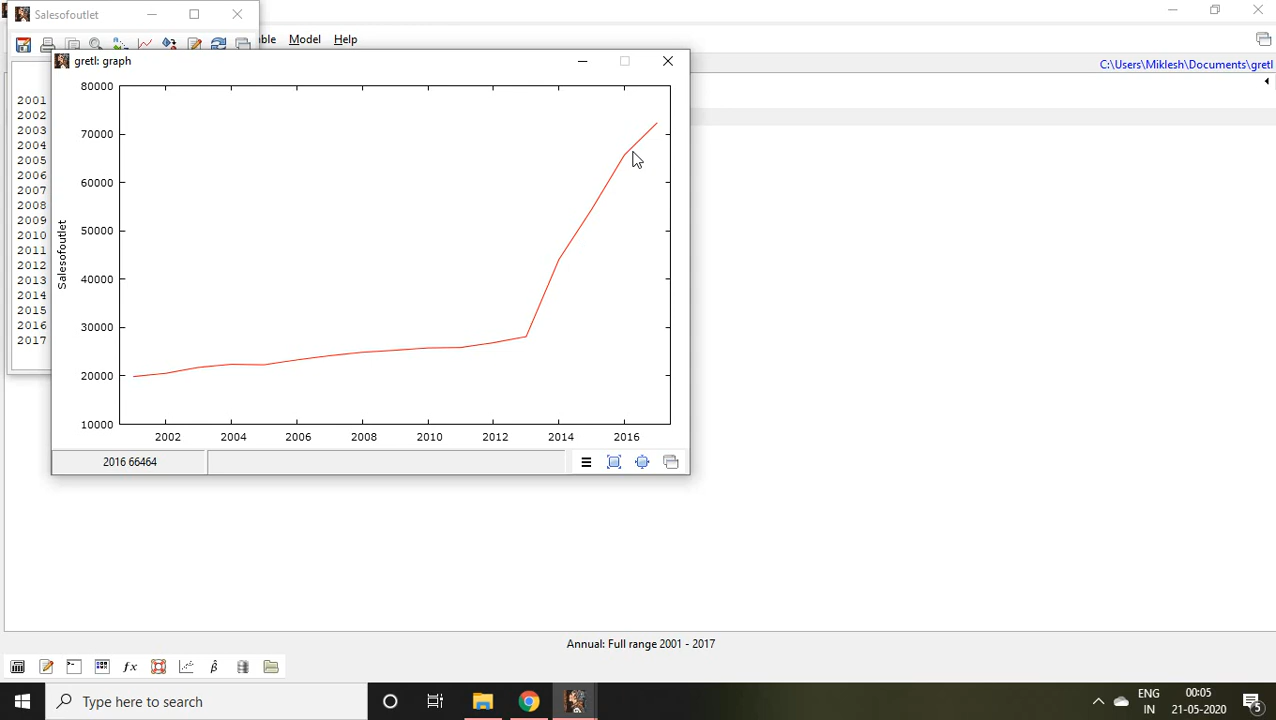 Salesofoutlet
ble Model Help
gretl: graph
C:\Users\Miklesh\Documents\gretl
2001
2002
2003
2004
2005
2006
2007
2008
2009
2010
2011
2012
2013
2014
2015
2016
2017
80000
70000
60000
50000
40000
30000
20000
10000
Salesofoutlet
2002 2004 2006 2008 2010 2012 2014 2016
2016 66464
Annual: Full range 2001 - 2017
fx β
Type here to search
ENG
IN
00:05
21-05-2020
5